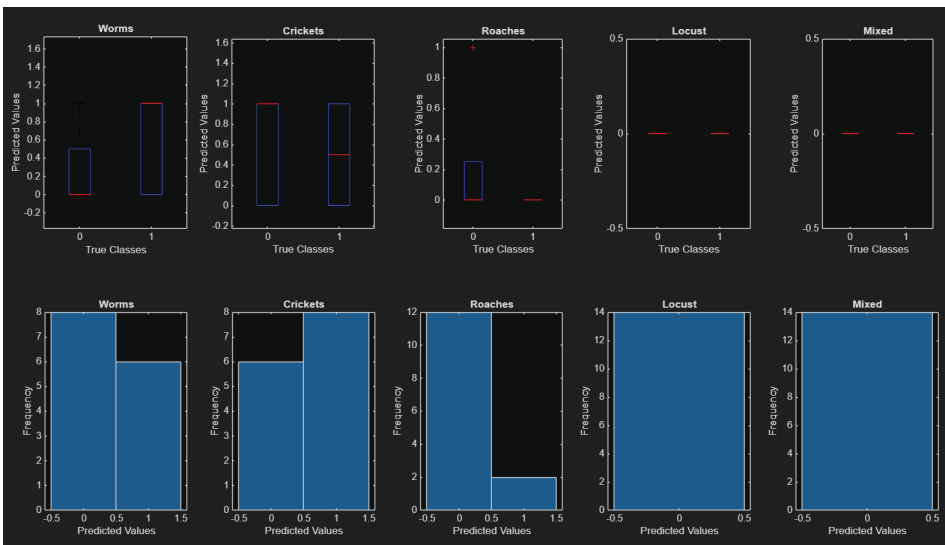 Worms
Crickets
Roaches
Locust
Mixed
1.6
1.4
1.2
1
0.8
0.6
0.4
0.2
0
-0.2
Predicted Values
0 1
True Classes
1.6
1.4
1.2
1
0.8
0.6
0.4
0.2
0
-0.2
Predicted Values
0 1
True Classes
1
0.8
0.6
0.4
0.2
0
Predicted Values
0 1
True Classes
0.5
0
-0.5
Predicted Values
0 1
True Classes
0.5
0
-0.5
Predicted Values
0 1
True Classes
Worms
Crickets
Roaches
Locust
Mixed
8
7
6
5
4
3
2
1
0
Frequency
-0.5 0 0.5 1 1.5
Predicted Values
8
7
6
5
4
3
2
1
0
Frequency
-0.5 0 0.5 1 1.5
Predicted Values
12
10
8
6
4
2
0
Frequency
-0.5 0 0.5 1 1.5
Predicted Values
14
12
10
8
6
4
2
0
Frequency
-0.5 0 0.5
Predicted Values
14
12
10
8
6
4
2
0
Frequency
-0.5 0 0.5
Predicted Values